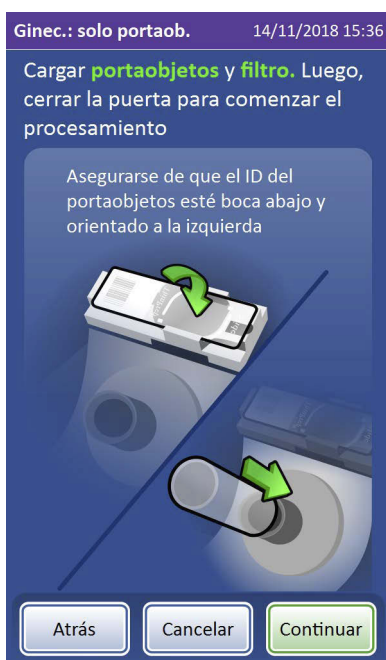 Ginec.: solo portaob. 14/11/2018 15:36
Cargar portaobjetos y filtro. Luego,
cerrar la puerta para comenzar el
procesamiento
Asegurarse de que el ID del
portaobjetos esté boca abajo y
orientado a la izquierda
Atrás Cancelar Continuar